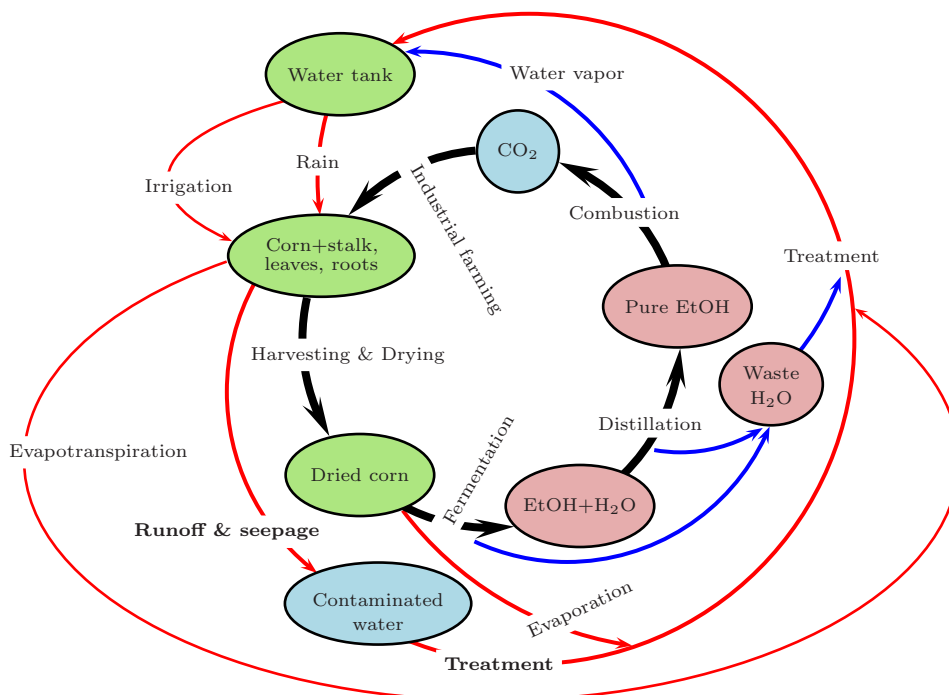 Water tank
Water vapor
CO₂
Rain
Irrigation
Industrial farming
Combustion
Corn+stalk,
leaves, roots
Treatment
Pure EtOH
Harvesting & Drying
Waste
H₂O
Distillation
Evapotranspiration
Fermentation
Dried corn
EtOH+H₂O
Runoff & seepage
Contaminated
water
Evaporation
Treatment